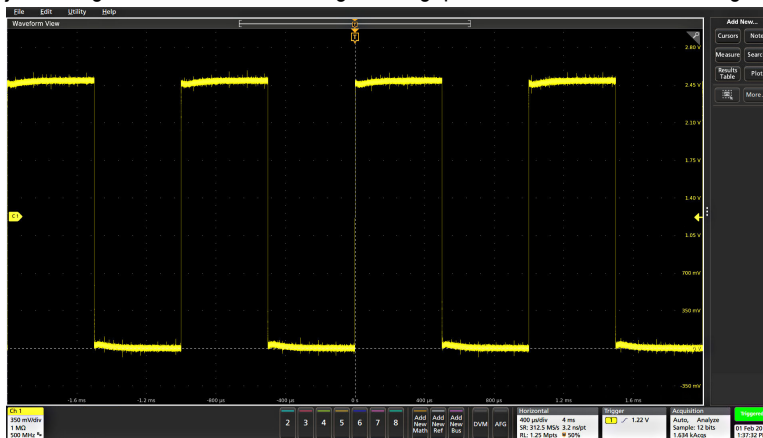 File Edit Utility Help
Waveform View
Add New...
Cursors Note
Measure Searc
Results Table Plot
More...
2.80 V
2.45 V
2.10 V
1.75 V
1.40 V
1.05 V
700 mV
350 mV
-350 mV
C1
-1.6 ms -1.2 ms -800 µs -400 µs 0 s 400 µs 800 µs 1.2 ms 1.6 ms
Ch 1
350 mV/div
1 MΩ
500 MHz
2 3 4 5 6 7 8
Add New Math
Add New Ref
Add New Bus
DVM AFG
Horizontal
400 µs/div 4 ms
SR: 312.5 MS/s 3.2 ns/pt
RL: 1.25 Mpts 50%
Trigger
1 1.22 V
Acquisition
Auto, Analyze
Sample: 12 bits
1.634 kAcqs
Triggered
01 Feb 20
1:37:32 P